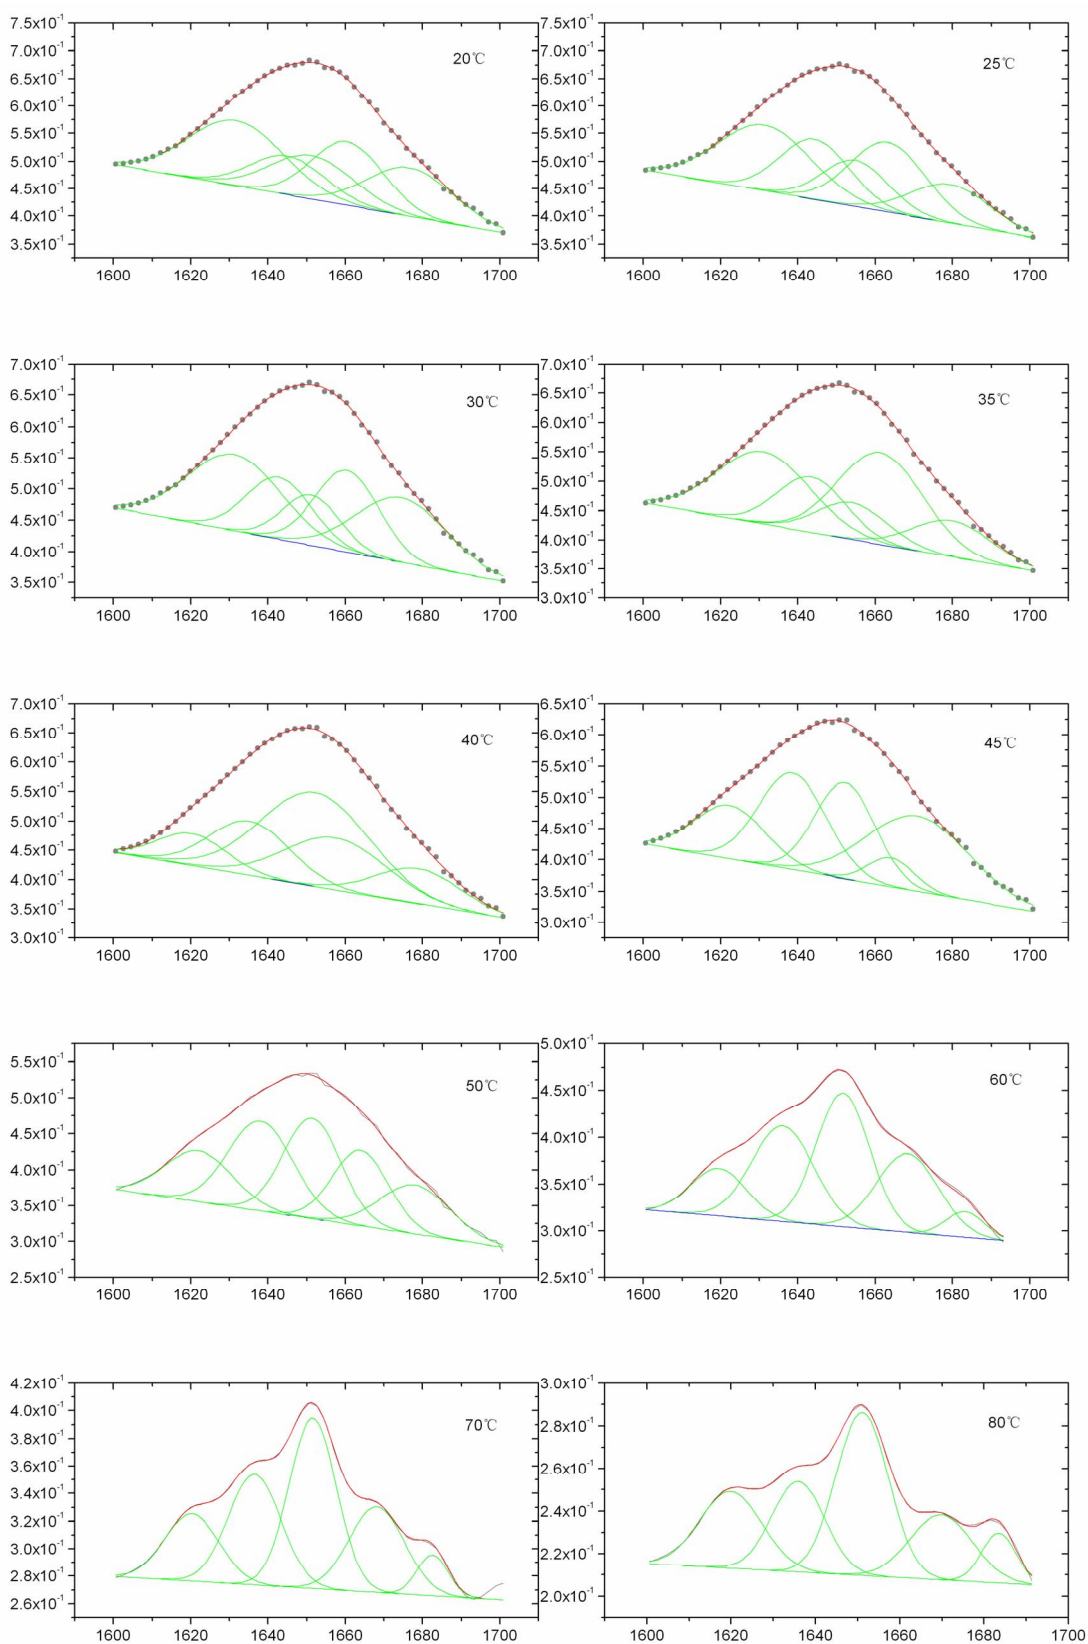 7.5x10⁻¹
7.0x10⁻¹
6.5x10⁻¹
6.0x10⁻¹
5.5x10⁻¹
5.0x10⁻¹
4.5x10⁻¹
4.0x10⁻¹
3.5x10⁻¹
20℃
1600 1620 1640 1660 1680 1700
7.5x10⁻¹
7.0x10⁻¹
6.5x10⁻¹
6.0x10⁻¹
5.5x10⁻¹
5.0x10⁻¹
4.5x10⁻¹
4.0x10⁻¹
3.5x10⁻¹
25℃
1600 1620 1640 1660 1680 1700
7.0x10⁻¹
6.5x10⁻¹
6.0x10⁻¹
5.5x10⁻¹
5.0x10⁻¹
4.5x10⁻¹
4.0x10⁻¹
3.5x10⁻¹
30℃
1600 1620 1640 1660 1680 1700
7.0x10⁻¹
6.5x10⁻¹
6.0x10⁻¹
5.5x10⁻¹
5.0x10⁻¹
4.5x10⁻¹
4.0x10⁻¹
3.5x10⁻¹
3.0x10⁻¹
35℃
1600 1620 1640 1660 1680 1700
7.0x10⁻¹
6.5x10⁻¹
6.0x10⁻¹
5.5x10⁻¹
5.0x10⁻¹
4.5x10⁻¹
4.0x10⁻¹
3.5x10⁻¹
3.0x10⁻¹
40℃
1600 1620 1640 1660 1680 1700
6.5x10⁻¹
6.0x10⁻¹
5.5x10⁻¹
5.0x10⁻¹
4.5x10⁻¹
4.0x10⁻¹
3.5x10⁻¹
3.0x10⁻¹
45℃
1600 1620 1640 1660 1680 1700
5.5x10⁻¹
5.0x10⁻¹
4.5x10⁻¹
4.0x10⁻¹
3.5x10⁻¹
3.0x10⁻¹
2.5x10⁻¹
50℃
1600 1620 1640 1660 1680 1700
5.0x10⁻¹
4.5x10⁻¹
4.0x10⁻¹
3.5x10⁻¹
3.0x10⁻¹
2.5x10⁻¹
60℃
1600 1620 1640 1660 1680 1700
4.2x10⁻¹
4.0x10⁻¹
3.8x10⁻¹
3.6x10⁻¹
3.4x10⁻¹
3.2x10⁻¹
3.0x10⁻¹
2.8x10⁻¹
2.6x10⁻¹
70℃
1600 1620 1640 1660 1680 1700
3.0x10⁻¹
2.8x10⁻¹
2.6x10⁻¹
2.4x10⁻¹
2.2x10⁻¹
2.0x10⁻¹
80℃
1600 1620 1640 1660 1680 1700